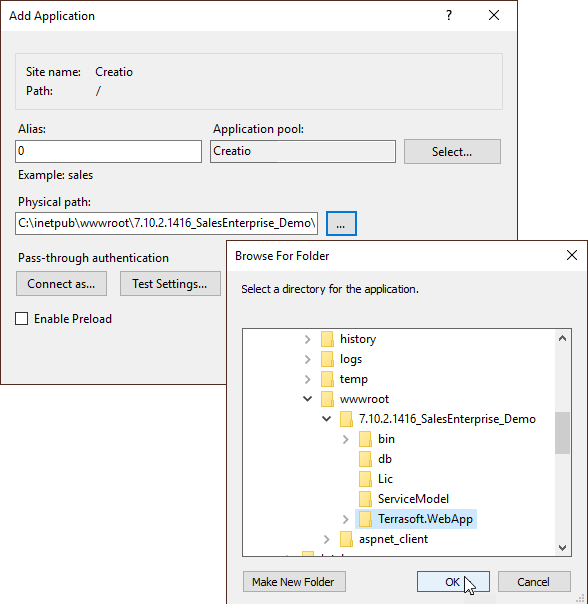 Add Application
?
Site name: Creatio
Path: /
Alias:
Application pool:
0
Creatio
Select...
Example: sales
Physical path:
C:\inetpub\wwwroot\7.10.2.1416_SalesEnterprise_Demo\
...
Pass-through authentication
Connect as...
Test Settings...
Enable Preload
Browse For Folder
Select a directory for the application.
history
logs
temp
wwwroot
7.10.2.1416_SalesEnterprise_Demo
bin
db
Lic
ServiceModel
Terrasoft.WebApp
aspnet_client
Make New Folder
OK
Cancel